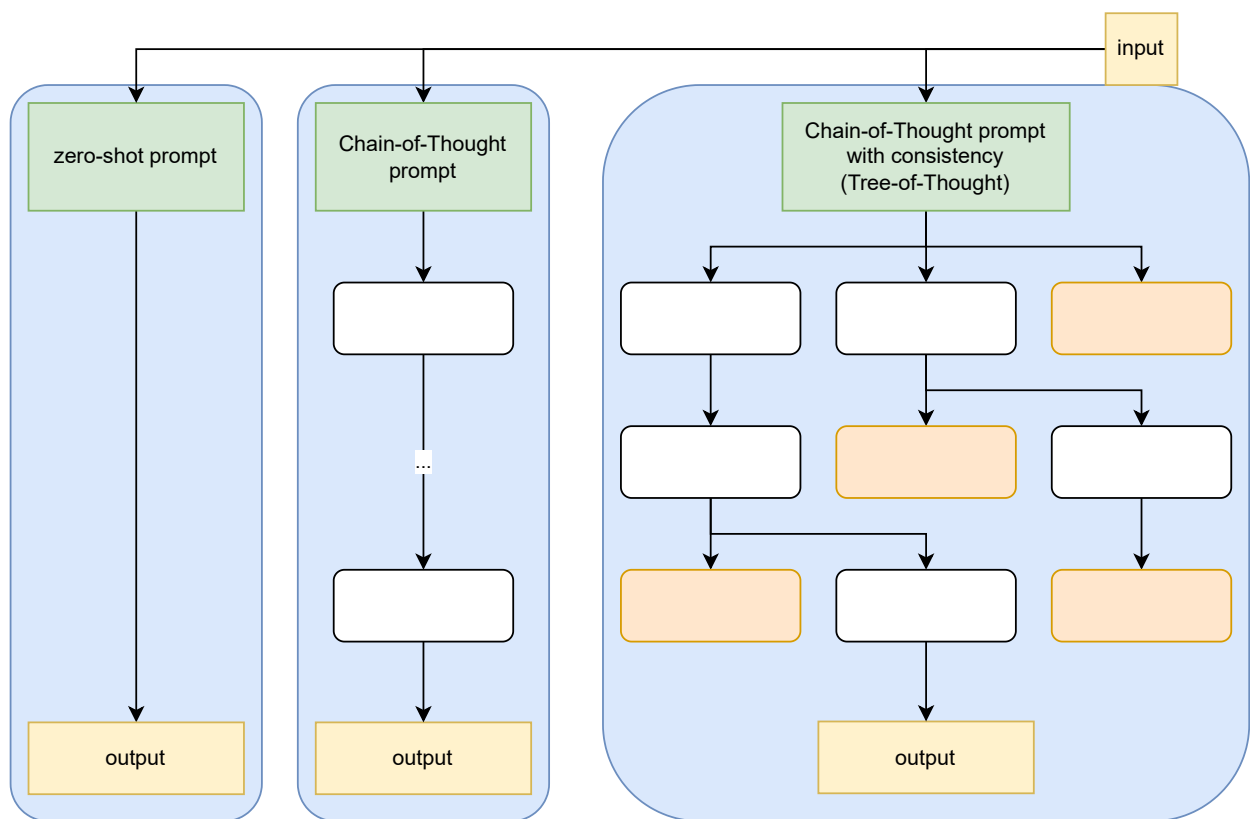 input
zero-shot prompt
Chain-of-Thought
prompt
Chain-of-Thought prompt
with consistency
(Tree-of-Thought)
...
output
output
output